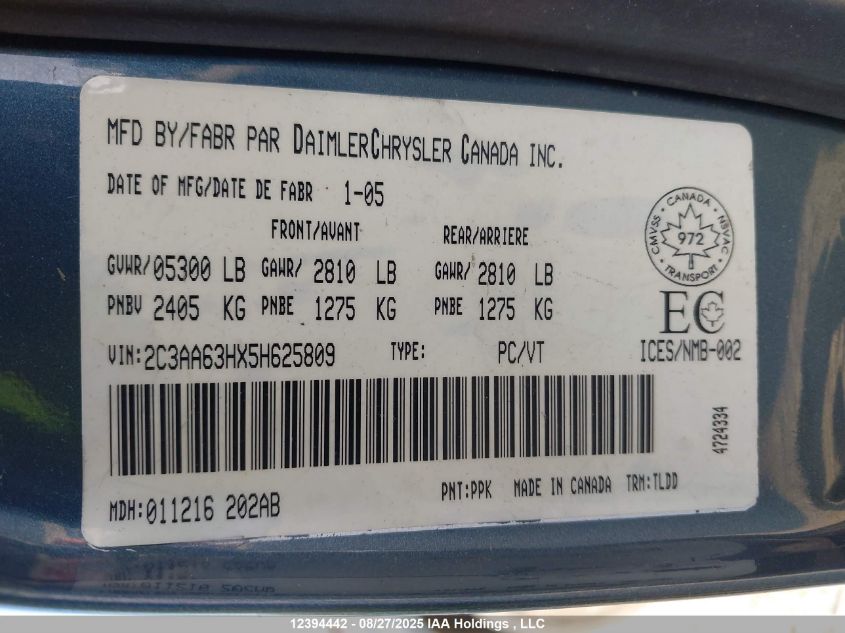 MFD BY/FABR PAR DAIMLERCHRYSLER CANADA INC.
DATE OF MFG/DATE DE FABR 1-05
FRONT/AVANT REAR/ARRIERE
GVWR/05300 LB GAWR/ 2810 LB GAWR/2810 LB
PNBV 2405 KG PNBE 1275 KG PNBE 1275 KG
VIN:2C3AA63HX5H625809 TYPE: PC/VT
CANADA
CMVSS NSVAC
972
TRANSPORT
EC
ICES/NMB-002
4724334
MDH:011216 202AB PNT:PPK MADE IN CANADA TRM:TLDD
12394442 - 08/27/2025 IAA Holdings , LLC